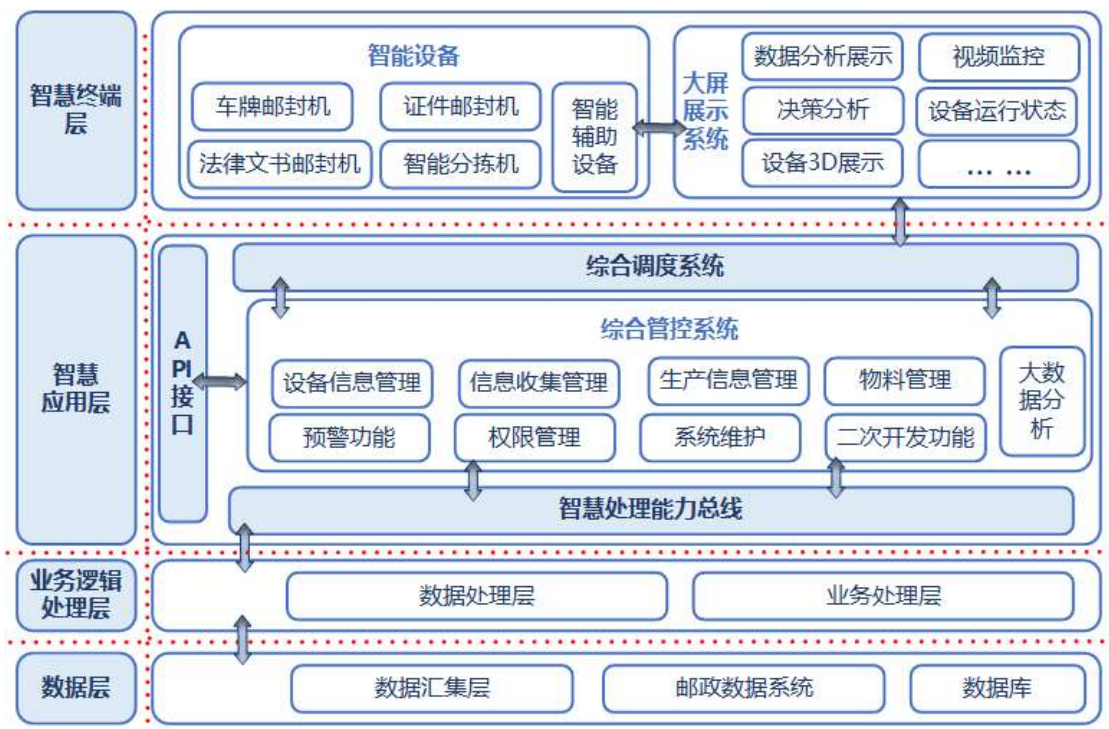 智慧终端
层
智能设备
车牌邮封机
证件邮封机
法律文书邮封机
智能分拣机
智能
辅助
设备
大屏
展示
系统
数据分析展示
视频监控
决策分析
设备运行状态
设备3D展示
... ...
智慧
应用层
A
PI
接
口
综合调度系统
综合管控系统
设备信息管理
信息收集管理
生产信息管理
物料管理
预警功能
权限管理
系统维护
二次开发功能
大数
据分
析
智慧处理能力总线
业务逻辑
处理层
数据处理层
业务处理层
数据层
数据汇集层
邮政数据系统
数据库